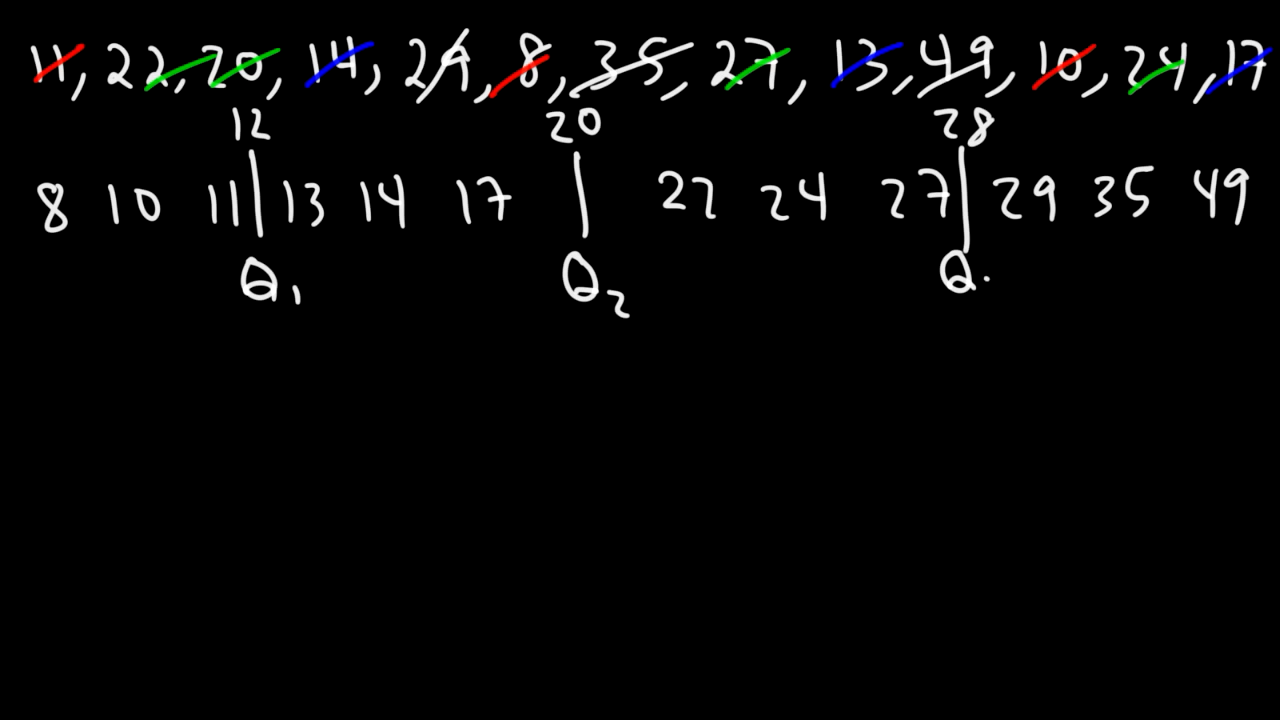 11, 22, 20, 14, 29, 8, 35, 27, 13, 49, 10, 24, 17
12 20 28
8 10 11 | 13 14 17 | 22 24 27 | 29 35 49
Q1 Q2 Q.